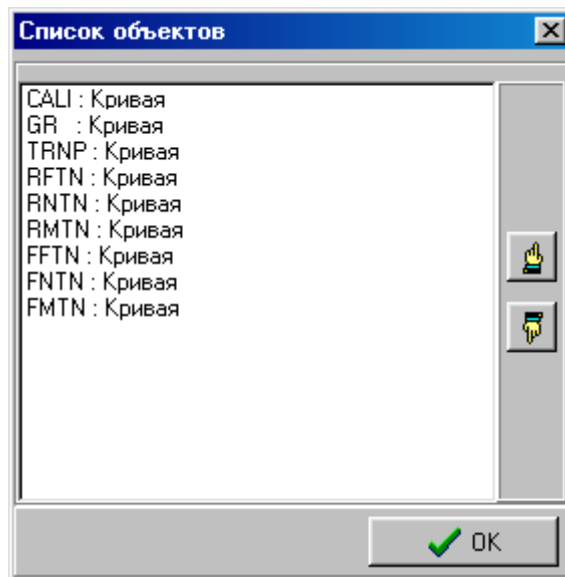 Список объектов
CALI : Кривая
GR : Кривая
TRNP : Кривая
RFTN : Кривая
RNTN : Кривая
RMTN : Кривая
FFTN : Кривая
FNTN : Кривая
FMTN : Кривая
OK